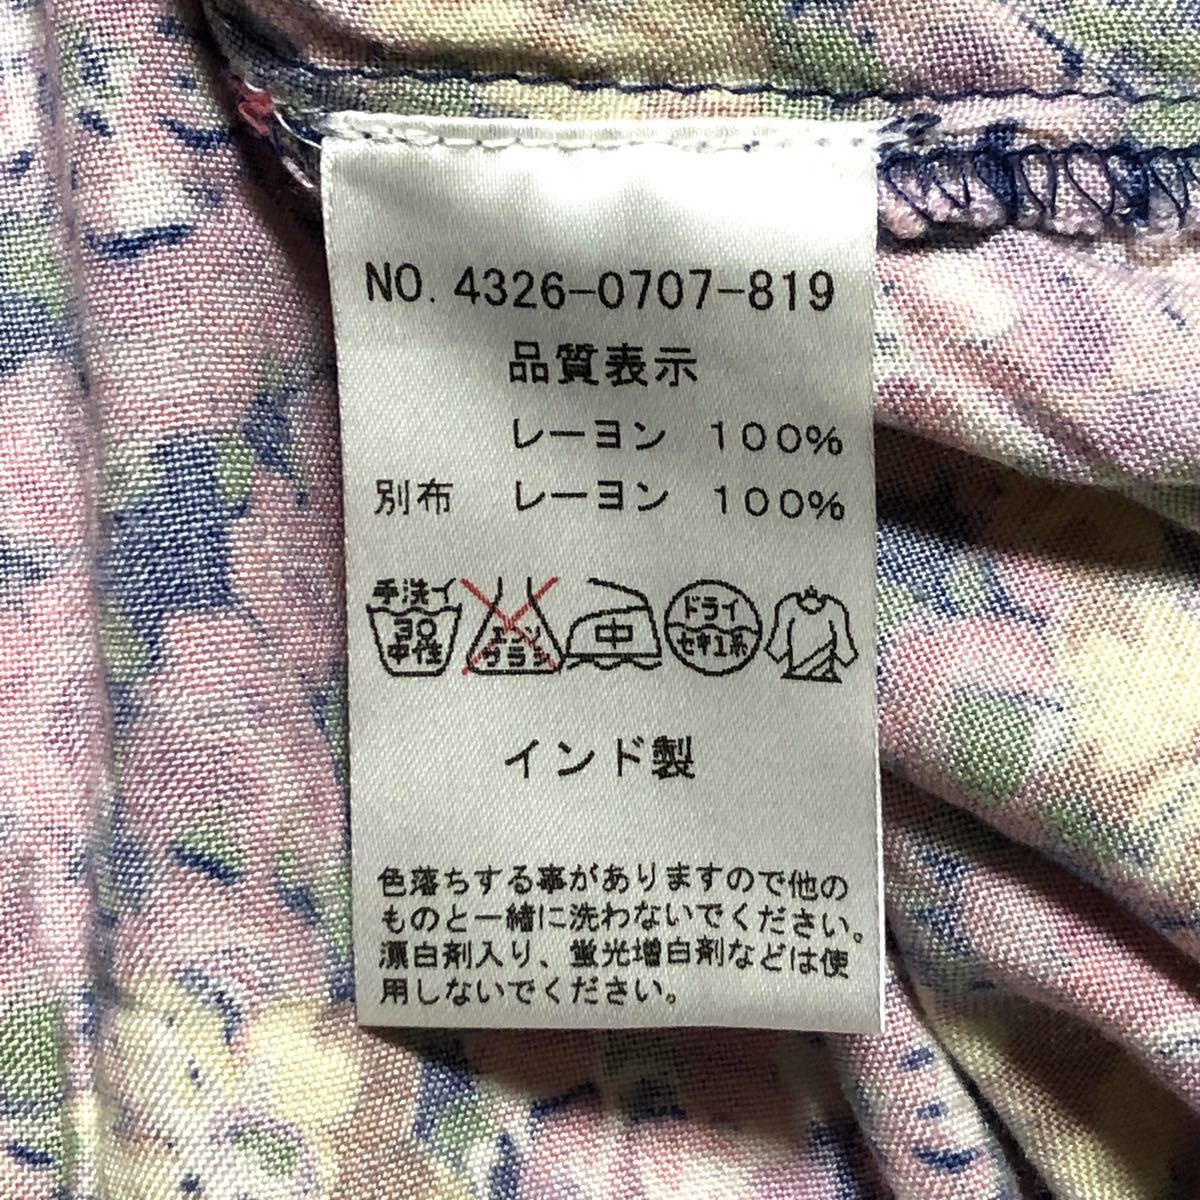 NO. 4326-0707-819
品質表示
レーヨン 100%
別布 レーヨン 100%
手洗イ
30
中性
エンソ
サラシ
中
ドライ
セキユ系
インド製
色落ちする事がありますので他の
ものと一緒に洗わないでください。
漂白剤入り、蛍光増白剤などは使
用しないでください。